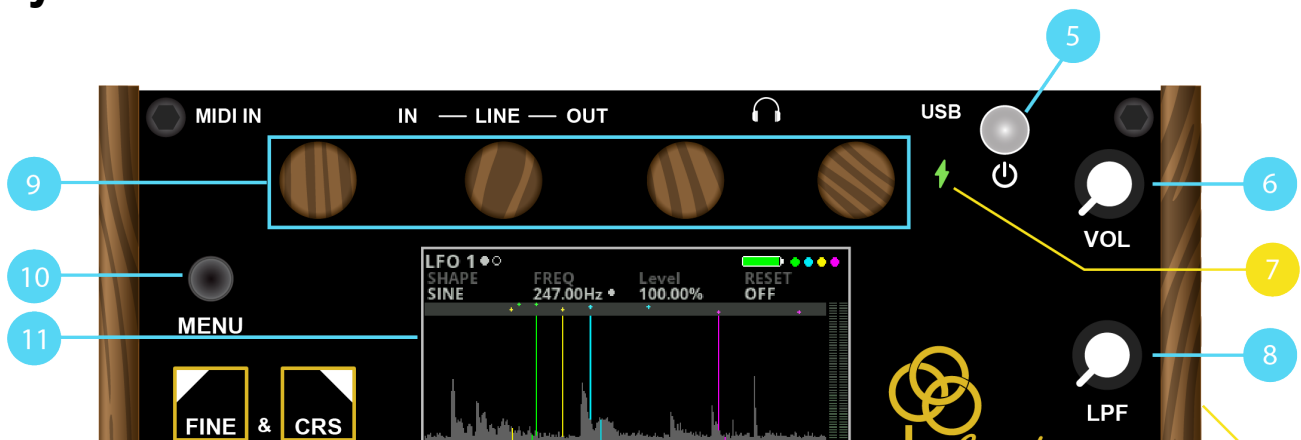 5
MIDI IN
IN — LINE — OUT
USB
9
6
VOL
7
10
MENU
LFO 1
SHAPE FREQ Level RESET
SINE 247.00Hz 100.00% OFF
11
8
LPF
FINE & CRS